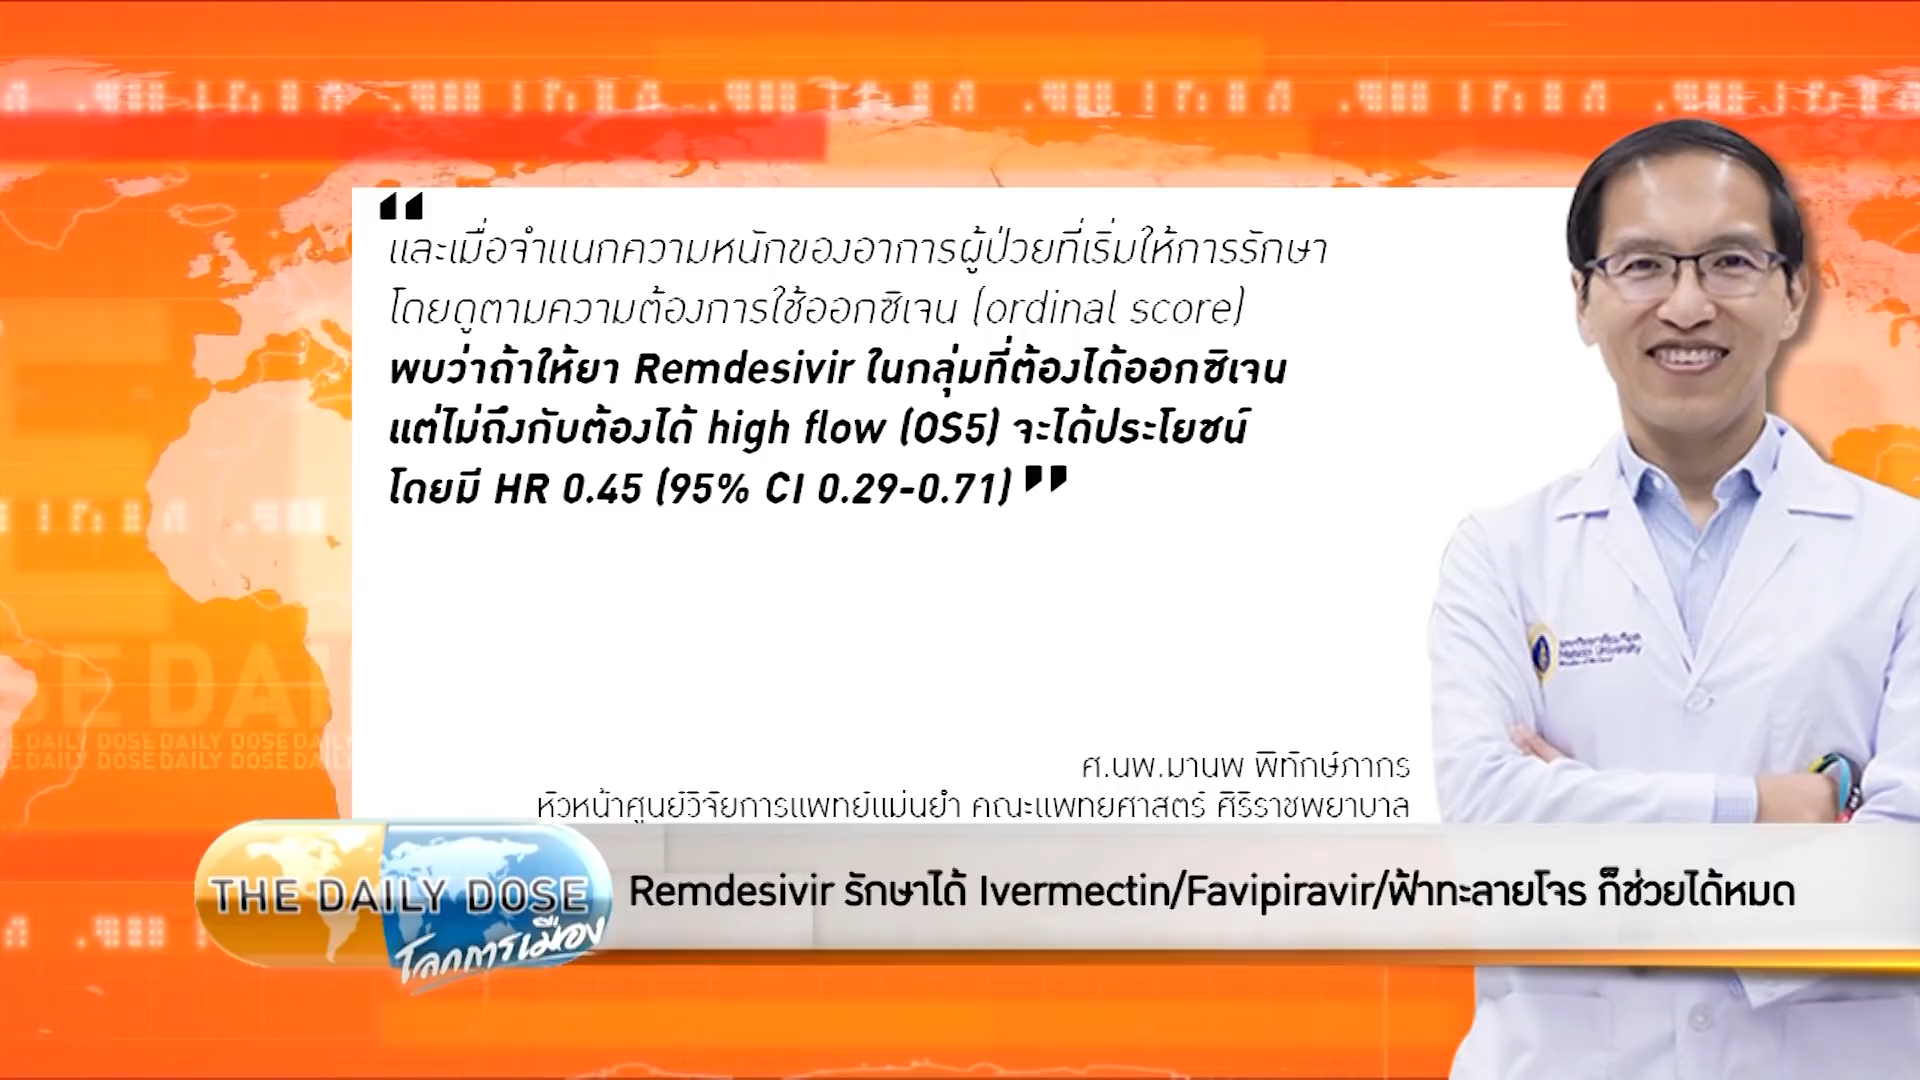 “
และเมื่อจำแนกความหนักของอาการผู้ป่วยที่เริ่มให้การรักษา
โดยดูตามความต้องการใช้ออกซิเจน (ordinal score)
พบว่าถ้าให้ยา Remdesivir ในกลุ่มที่ต้องได้ออกซิเจน
แต่ไม่ถึงกับต้องได้ high flow (OS5) จะได้ประโยชน์
โดยมี HR 0.45 (95% CI 0.29-0.71) ”
Mahidol University
DAILY DOSE DAILY DOSE DAILY
DAILY DOSE DAILY DOSE DAILY
ศ.นพ.มานพ พิทักษ์ภากร
หัวหน้าศูนย์วิจัยการแพทย์แม่นยำ คณะแพทยศาสตร์ ศิริราชพยาบาล
THE DAILY DOSE
โลกการเมือง
Remdesivir รักษาได้ Ivermectin/Favipiravir/ฟ้าทะลายโจร ก็ช่วยได้หมด